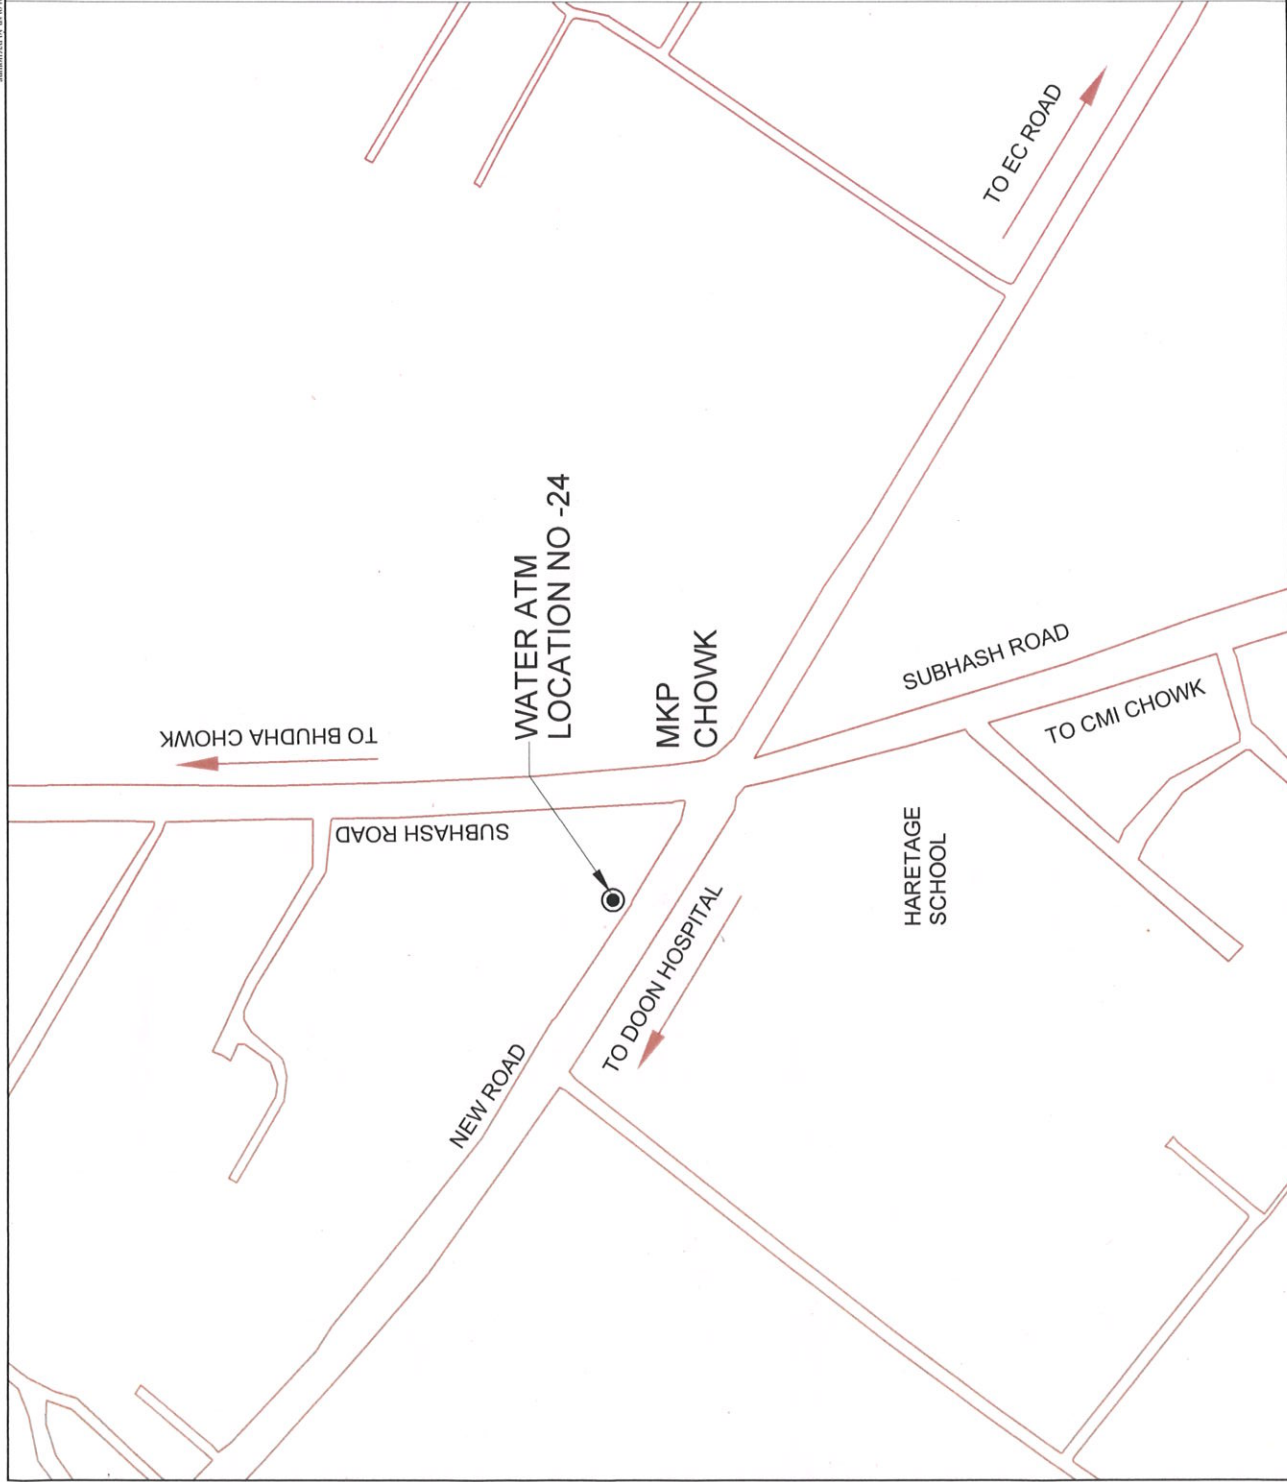 TO EC ROAD
WATER ATM
LOCATION NO -24
MKP
CHOWK
TO BHUDHA CHOWK
SUBHASH ROAD
SUBHASH ROAD
TO CMI CHOWK
HARETAGE
SCHOOL
TO DOON HOSPITAL
NEW ROAD